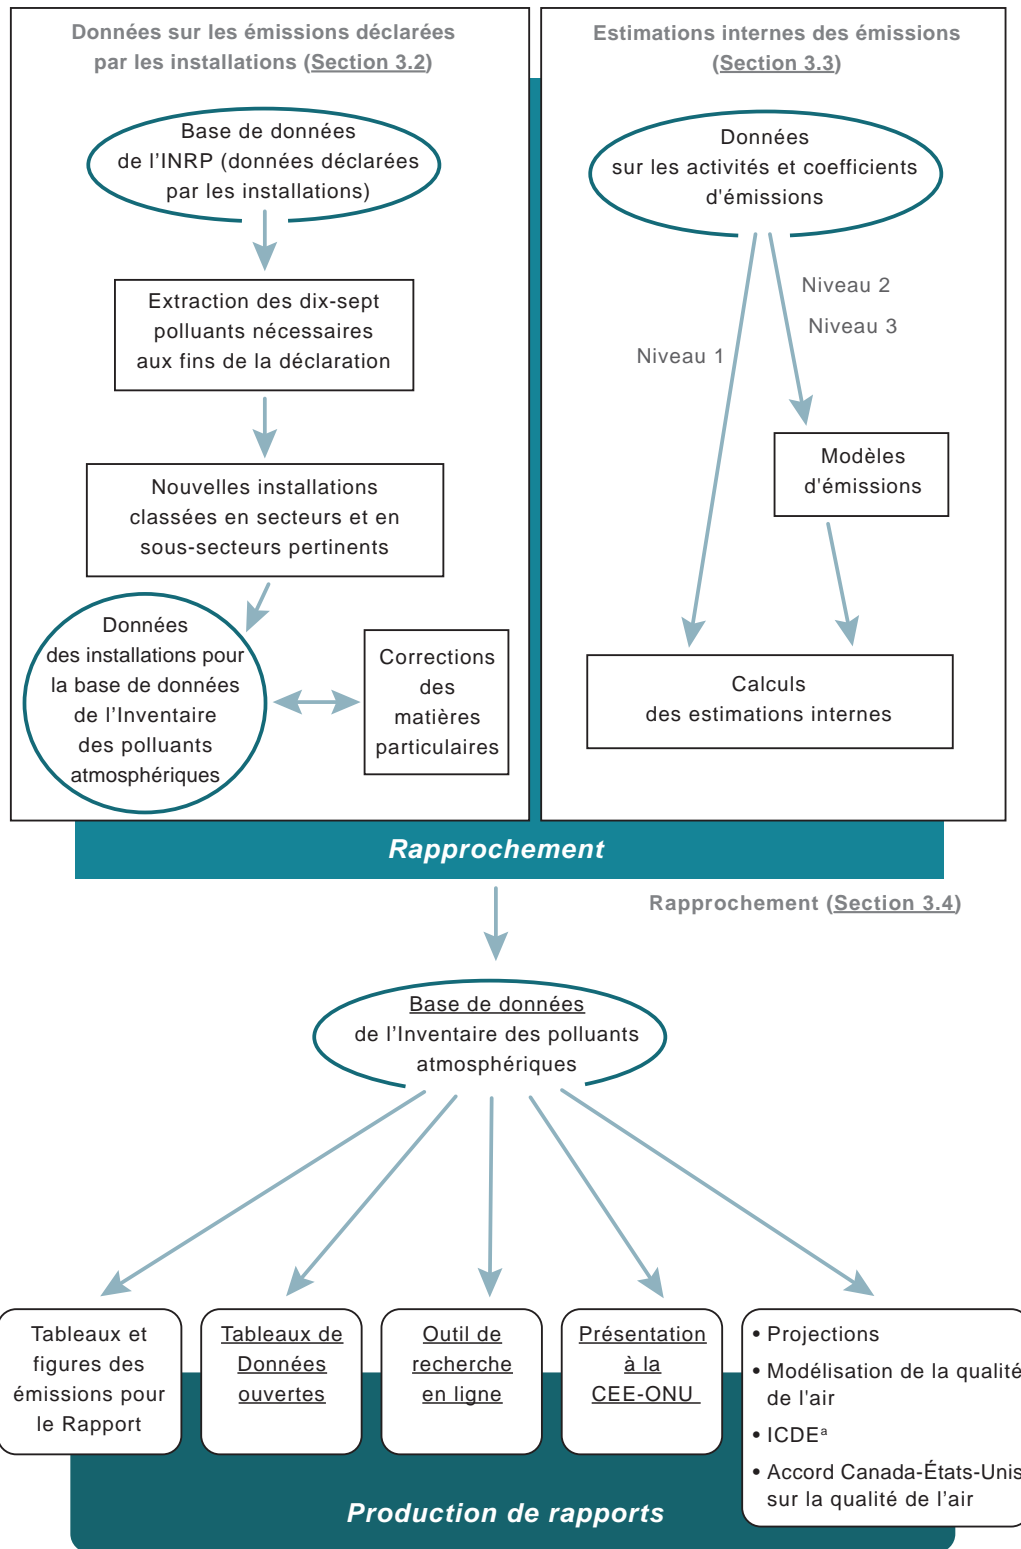 Données sur les émissions déclarées
par les installations (Section 3.2)
Base de données
de l'INRP (données déclarées
par les installations)
Extraction des dix-sept
polluants nécessaires
aux fins de la déclaration
Nouvelles installations
classées en secteurs et en
sous-secteurs pertinents
Données
des installations pour
la base de données
de l'Inventaire
des polluants
atmosphériques
Corrections
des
matières
particulaires
Estimations internes des émissions
(Section 3.3)
Données
sur les activités et coefficients
d'émissions
Niveau 2
Niveau 3
Niveau 1
Modèles
d'émissions
Calculs
des estimations internes
Rapprochement
Rapprochement (Section 3.4)
Base de données
de l'Inventaire des polluants
atmosphériques
Tableaux et
figures des
émissions pour
le Rapport
Tableaux de
Données
ouvertes
Outil de
recherche
en ligne
Présentation
à la
CEE-ONU
• Projections
• Modélisation de la qualité
de l'air
• ICDEᵃ
• Accord Canada-États-Unis
sur la qualité de l'air
Production de rapports